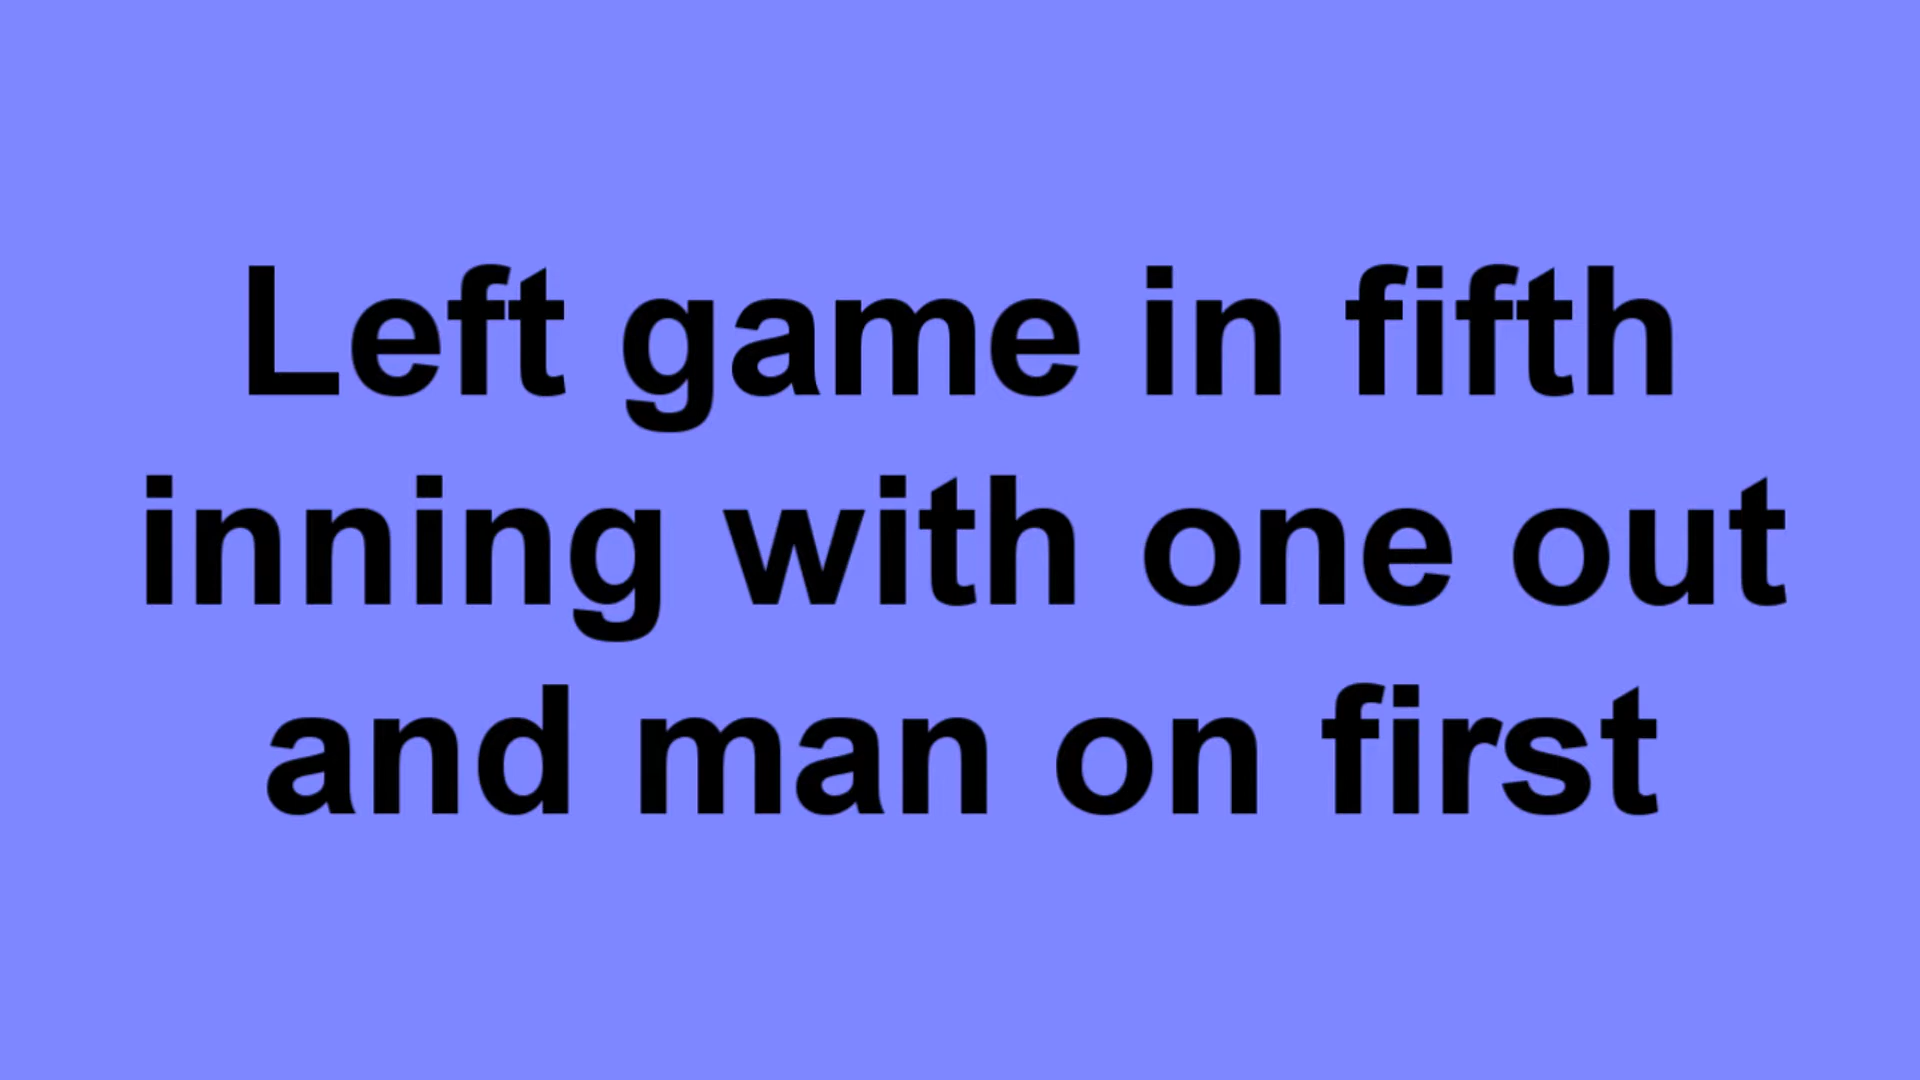 Left game in fifth
inning with one out
and man on first